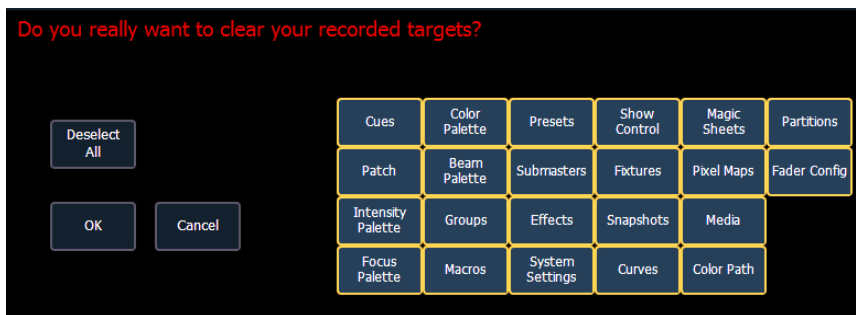 Do you really want to clear your recorded targets?
Deselect
All
OK
Cancel
Cues
Color
Palette
Presets
Show
Control
Magic
Sheets
Partitions
Patch
Beam
Palette
Submasters
Fixtures
Pixel Maps
Fader Config
Intensity
Palette
Groups
Effects
Snapshots
Media
Focus
Palette
Macros
System
Settings
Curves
Color Path